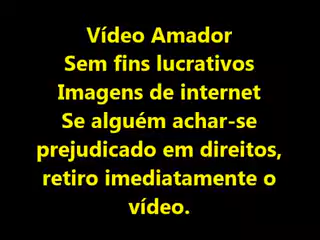 Vídeo Amador
Sem fins lucrativos
Imagens de internet
Se alguém achar-se
prejudicado em direitos,
retiro imediatamente o
vídeo.